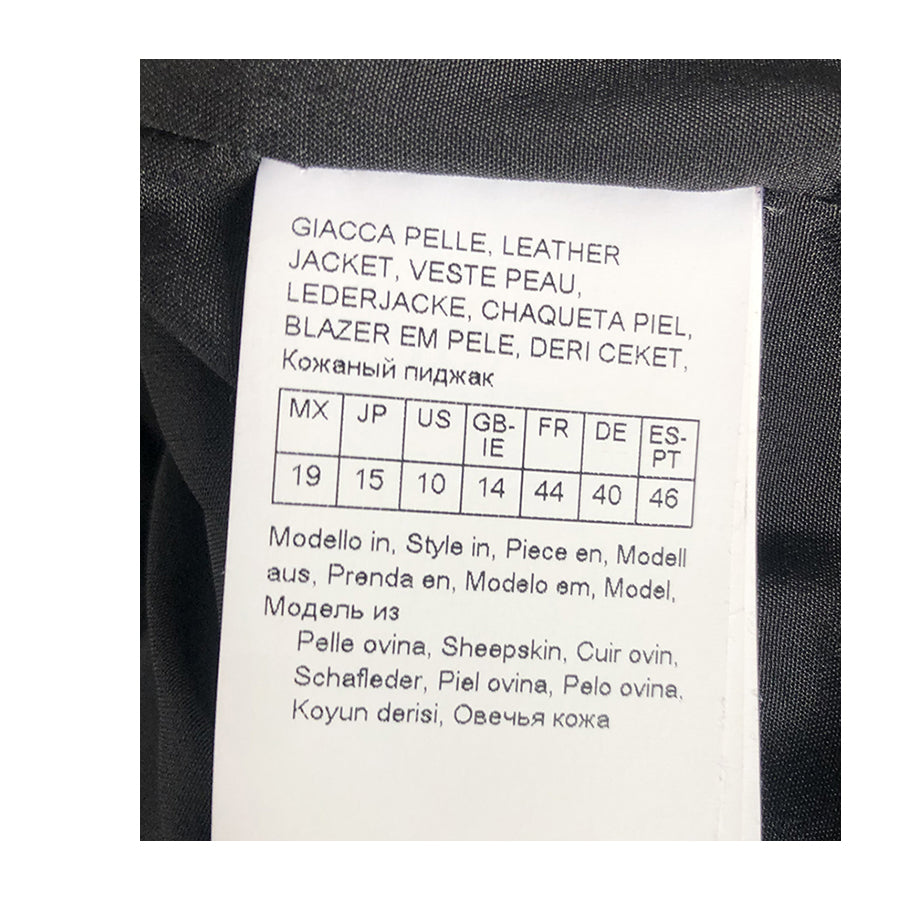 GIACCA PELLE, LEATHER
JACKET, VESTE PEAU,
LEDERJACKE, CHAQUETA PIEL,
BLAZER EM PELE, DERI CEKET,
Кожаный пиджак
MX JP US GB-IE FR DE ES-PT
19 15 10 14 44 40 46
Modello in, Style in, Piece en, Modell
aus, Prenda en, Modelo em, Model,
Модель из
Pelle ovina, Sheepskin, Cuir ovin,
Schafleder, Piel ovina, Pelo ovina,
Koyun derisi, Овечья кожа